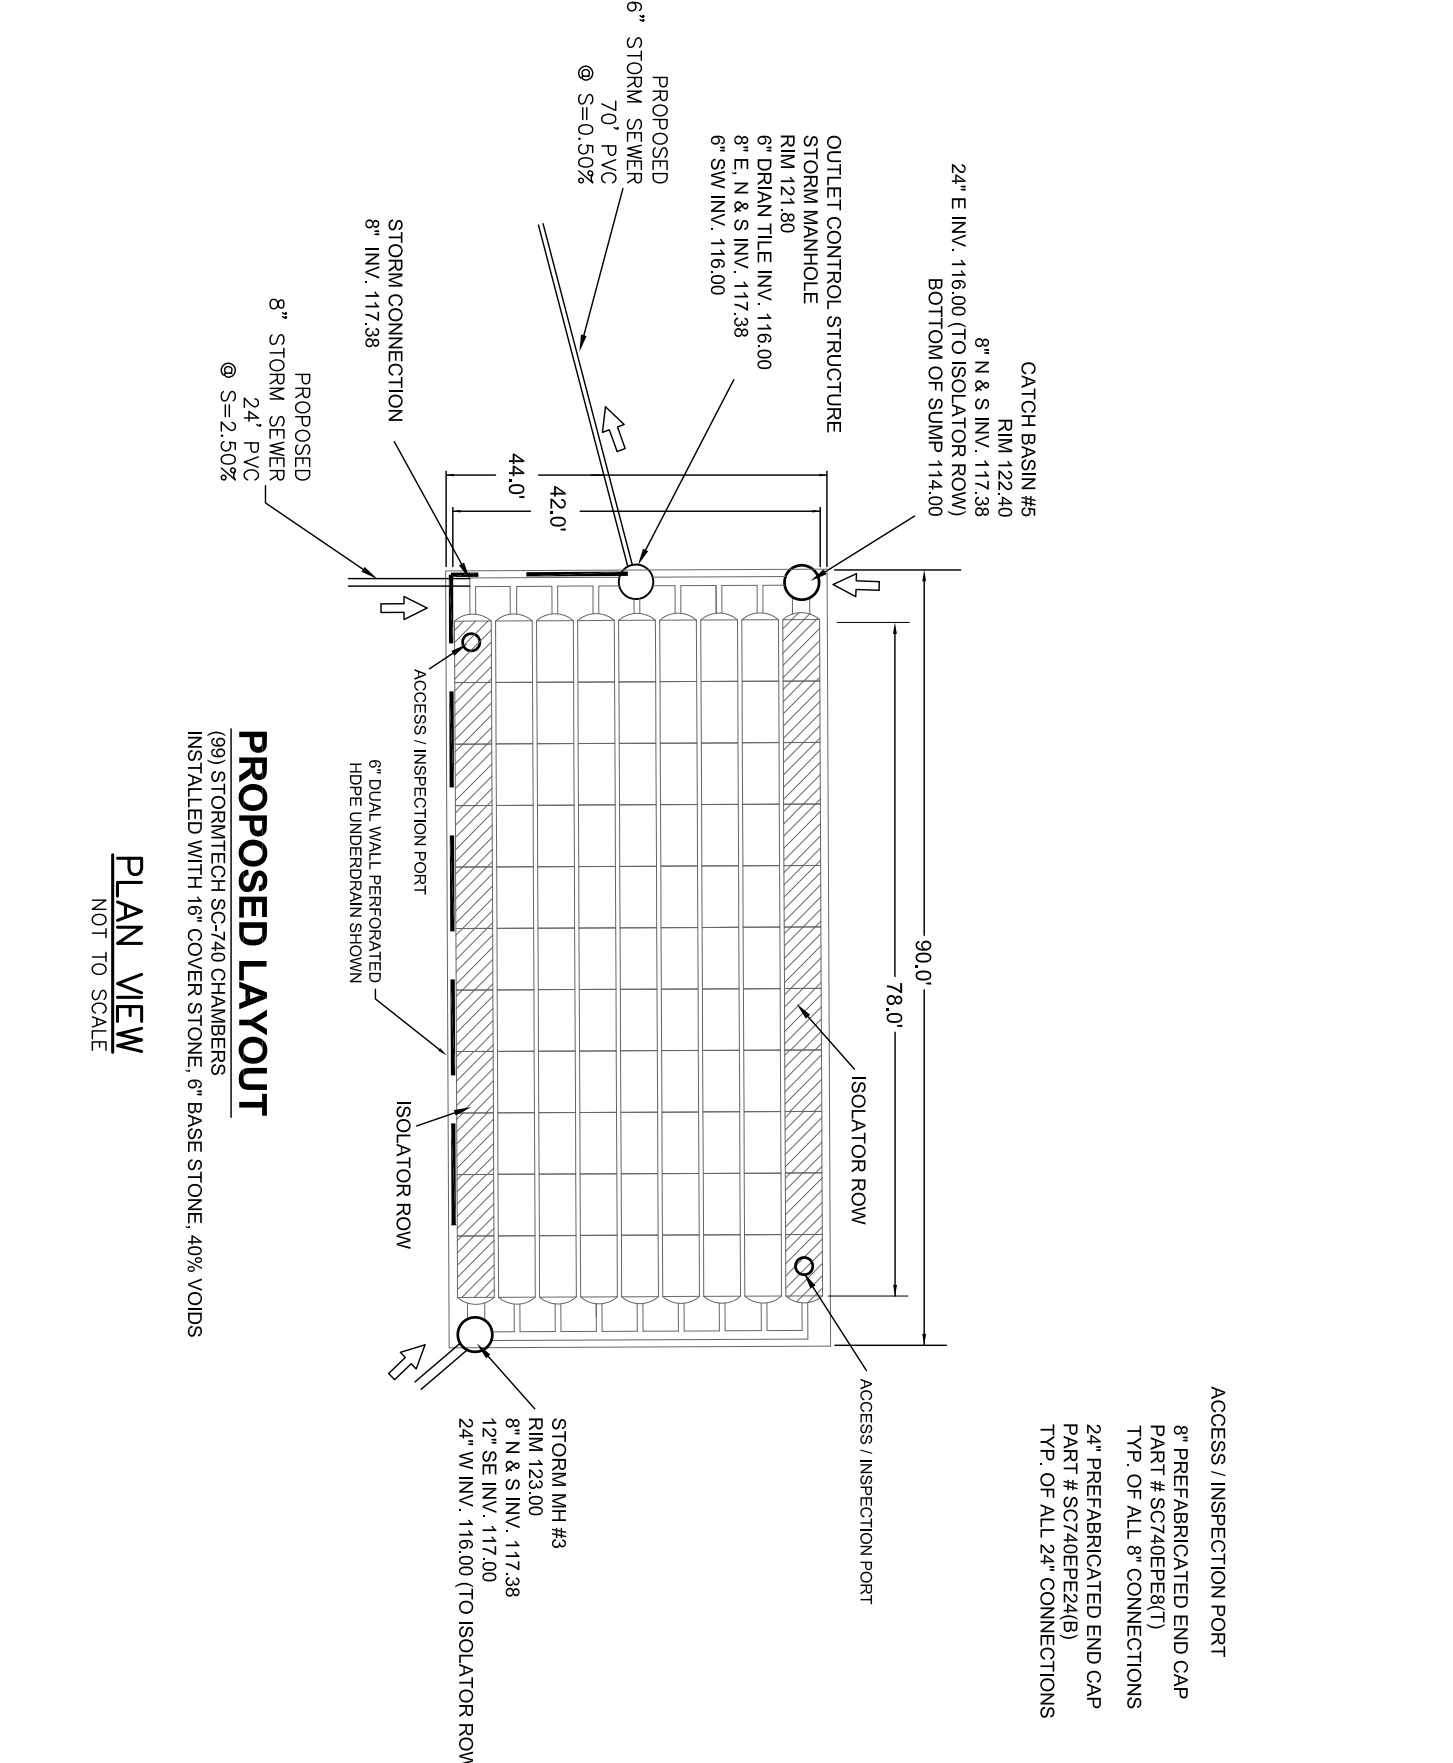 CATCH BASIN #5
RIM 122.40
8" N & S INV. 117.38
24" E INV. 116.00 (TO ISOLATOR ROW)
BOTTOM OF SUMP 114.00
OUTLET CONTROL STRUCTURE
STORM MANHOLE
RIM 121.80
6" DRIAN TILE INV. 116.00
8" E, N & S INV. 117.38
6" SW INV. 116.00
PROPOSED
6" STORM SEWER
70' PVC
@ S=0.50%
STORM CONNECTION
8" INV. 117.38
PROPOSED
8" STORM SEWER
24' PVC
@ S=2.50%
44.0'
42.0'
90.0'
78.0'
ISOLATOR ROW
ACCESS / INSPECTION PORT
ACCESS / INSPECTION PORT
6" DUAL WALL PERFORATED
HDPE UNDERDRAIN SHOWN
ISOLATOR ROW
STORM MH #3
RIM 123.00
8" N & S INV. 117.38
12" SE INV. 117.00
24" W INV. 116.00 (TO ISOLATOR ROW
ACCESS / INSPECTION PORT
8" PREFABRICATED END CAP
PART # SC740EPE8(T)
TYP. OF ALL 8" CONNECTIONS
24" PREFABRICATED END CAP
PART # SC740EPE24(B)
TYP. OF ALL 24" CONNECTIONS
PROPOSED LAYOUT
(99) STORMTECH SC-740 CHAMBERS
INSTALLED WITH 16" COVER STONE, 6" BASE STONE, 40% VOIDS
PLAN VIEW
NOT TO SCALE